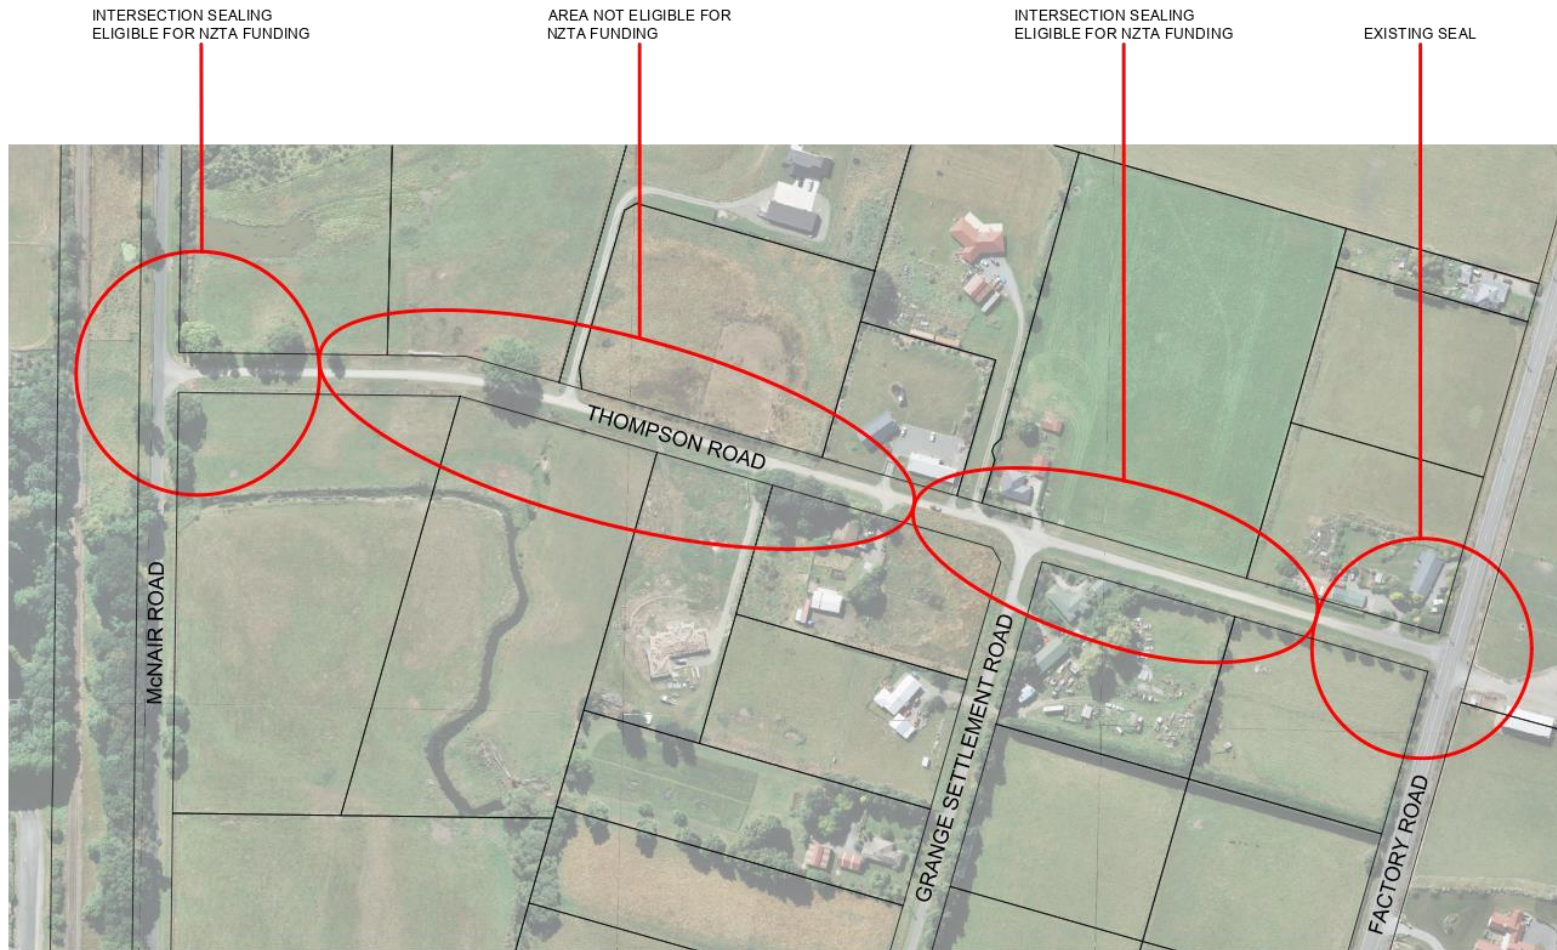 INTERSECTION SEALING
ELIGIBLE FOR NZTA FUNDING
AREA NOT ELIGIBLE FOR
NZTA FUNDING
INTERSECTION SEALING
ELIGIBLE FOR NZTA FUNDING
EXISTING SEAL
THOMPSON ROAD
McNAIR ROAD
GRANGE SETTLEMENT ROAD
FACTORY ROAD